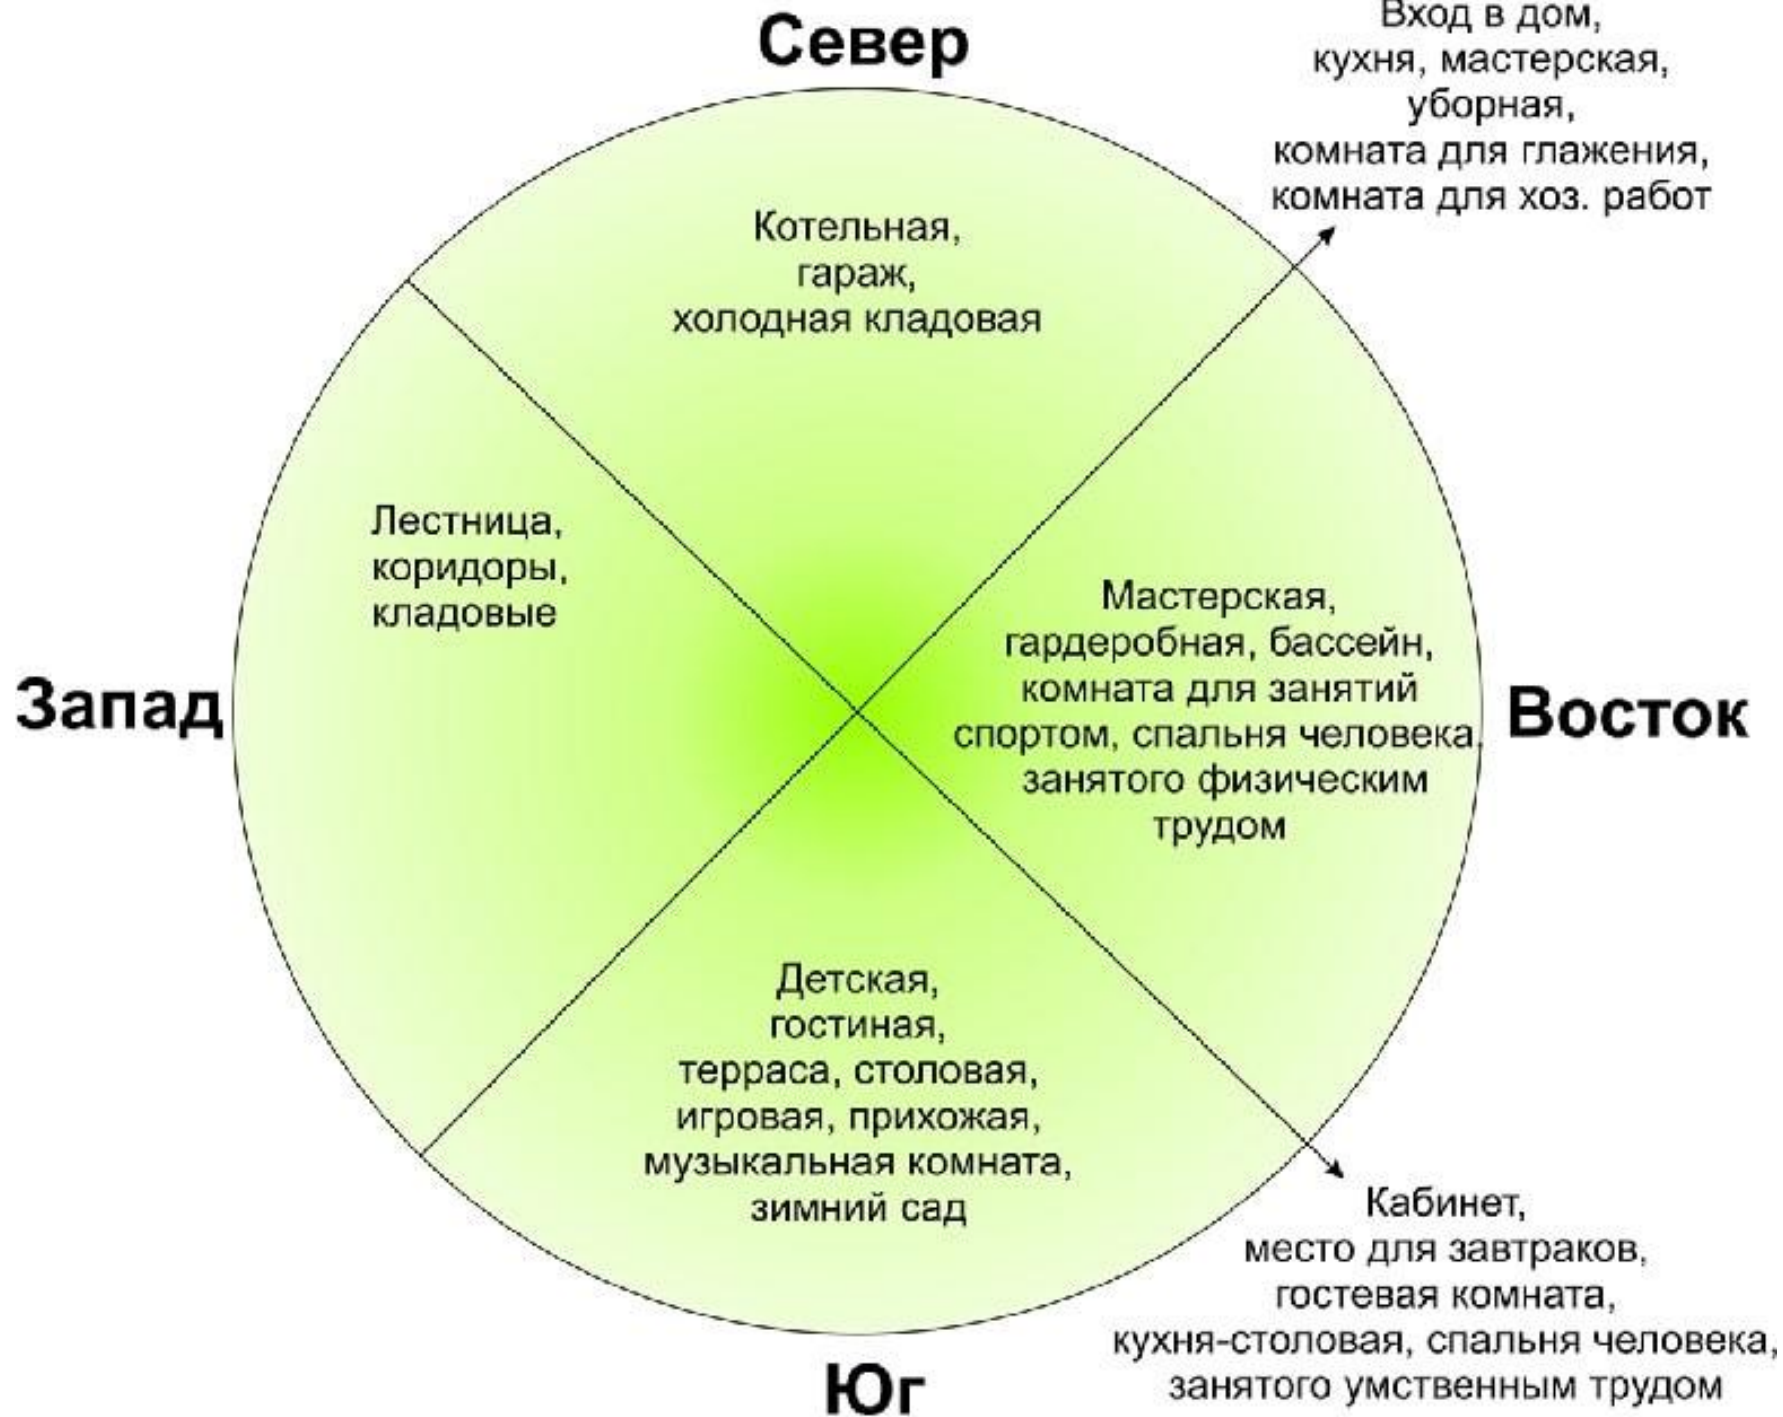 Север
Вход в дом,
кухня, мастерская,
уборная,
комната для глажения,
комната для хоз. работ
Котельная,
гараж,
холодная кладовая
Лестница,
коридоры,
кладовые
Запад
Мастерская,
гардеробная, бассейн,
комната для занятий
спортом, спальня человека,
занятого физическим
трудом
Восток
Детская,
гостиная,
терраса, столовая,
игровая, прихожая,
музыкальная комната,
зимний сад
Кабинет,
место для завтраков,
гостевая комната,
кухня-столовая, спальня человека,
занятого умственным трудом
Юг